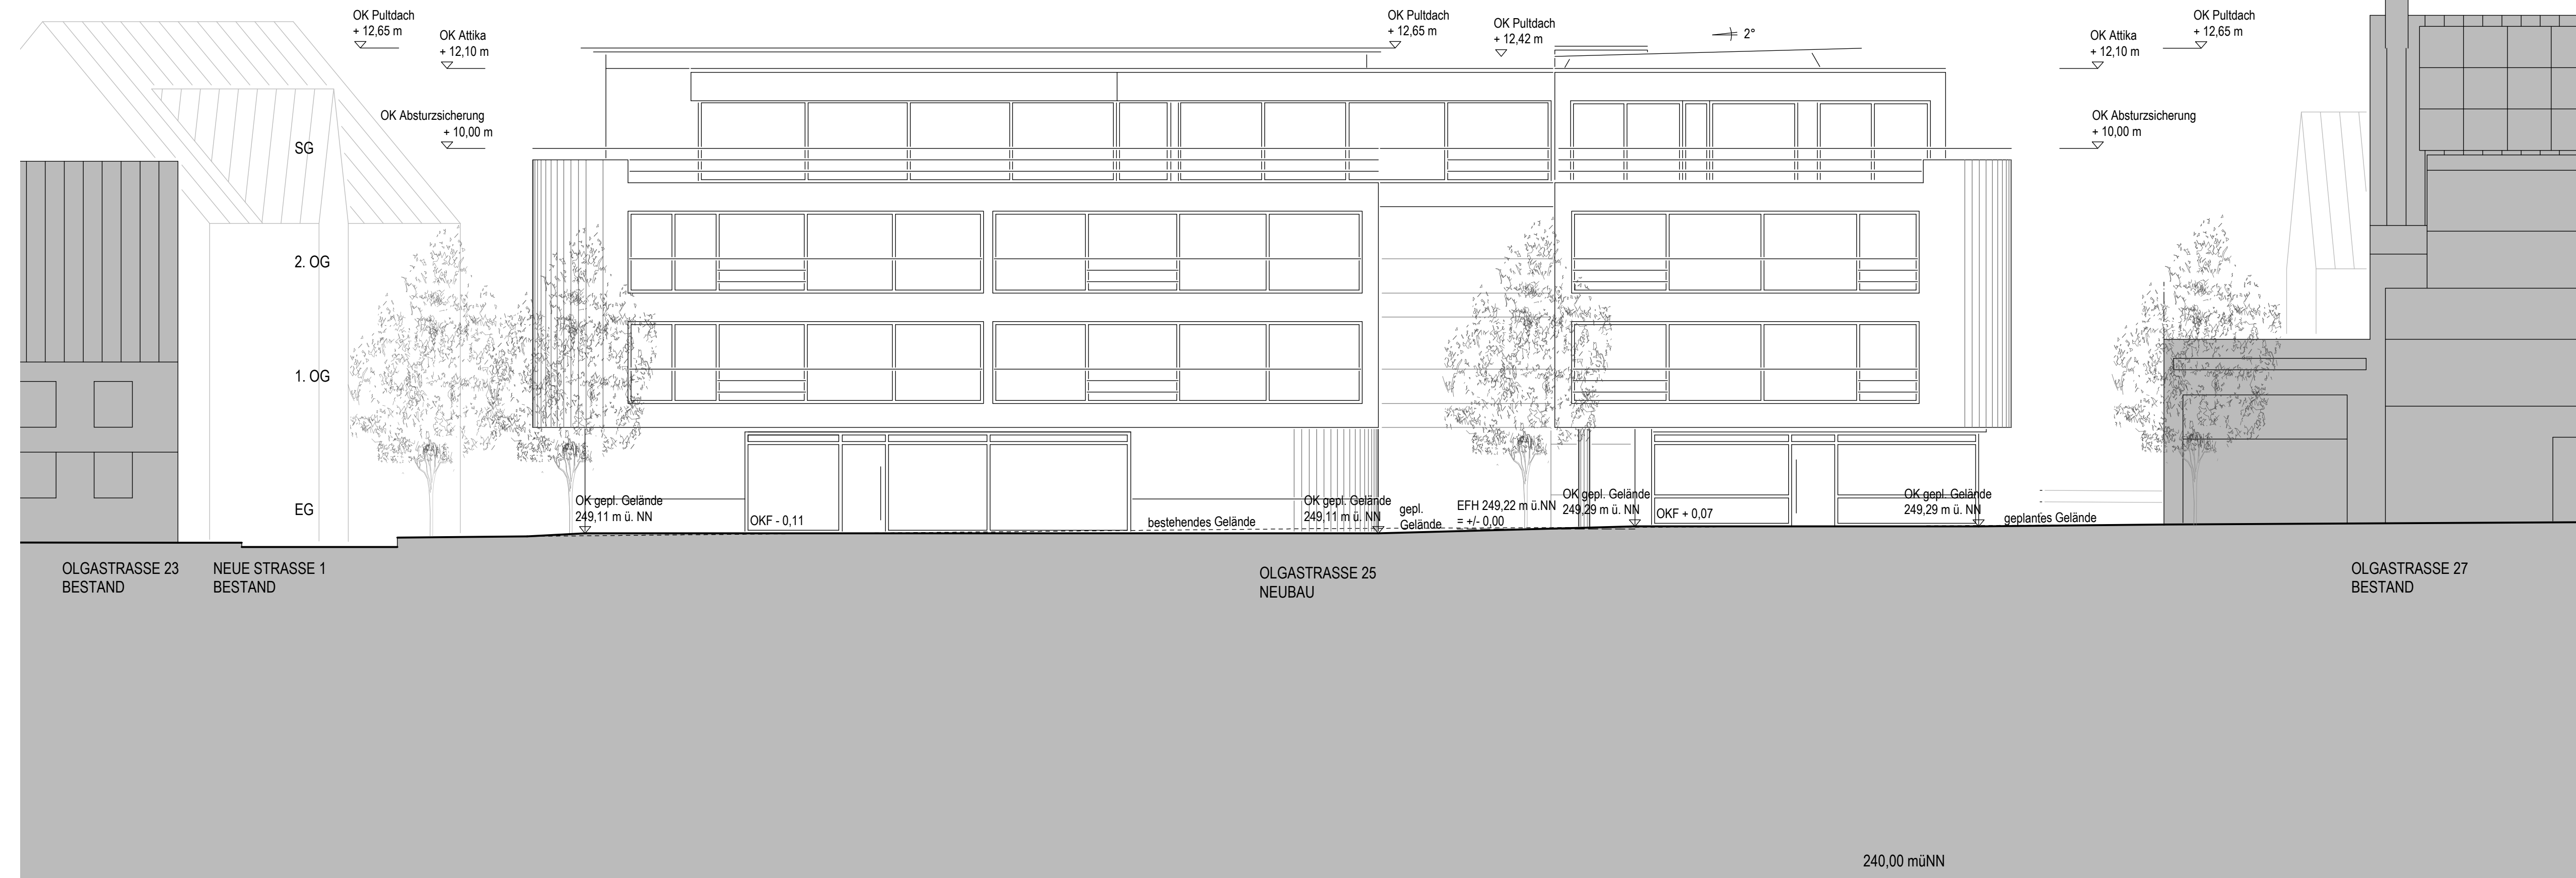 OK Pultdach
+ 12,65 m
OK Attika
+ 12,10 m
OK Absturzsicherung
+ 10,00 m
OK Pultdach
+ 12,65 m
OK Pultdach
+ 12,42 m
2°
OK Attika
+ 12,10 m
OK Pultdach
+ 12,65 m
OK Absturzsicherung
+ 10,00 m
SG
2. OG
1. OG
EG
OK gepl. Gelände
249,11 m ü. NN
OKF - 0,11
bestehendes Gelände
OK gepl. Gelände
249,11 m ü. NN
gepl.
Gelände
EFH 249,22 m ü.NN
= +/- 0,00
OK gepl. Gelände
249,29 m ü. NN
OKF + 0,07
OK gepl. Gelände
249,29 m ü. NN
geplantes Gelände
OLGASTRASSE 23
BESTAND
NEUE STRASSE 1
BESTAND
OLGASTRASSE 25
NEUBAU
OLGASTRASSE 27
BESTAND
240,00 müNN